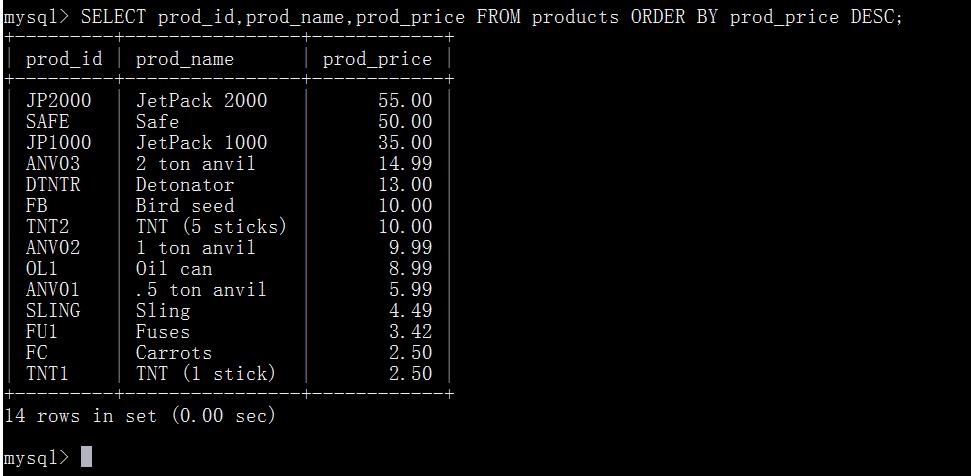 mysql> SELECT prod_id,prod_name,prod_price FROM products ORDER BY prod_price DESC;
+---------+----------------+------------+
| prod_id | prod_name      | prod_price |
+---------+----------------+------------+
| JP2000  | JetPack 2000   |      55.00 |
| SAFE    | Safe           |      50.00 |
| JP1000  | JetPack 1000   |      35.00 |
| ANV03   | 2 ton anvil    |      14.99 |
| DTNTR   | Detonator      |      13.00 |
| FB      | Bird seed      |      10.00 |
| TNT2    | TNT (5 sticks) |      10.00 |
| ANV02   | 1 ton anvil    |       9.99 |
| OL1     | Oil can        |       8.99 |
| ANV01   | .5 ton anvil   |       5.99 |
| SLING   | Sling          |       4.49 |
| FU1     | Fuses          |       3.42 |
| FC      | Carrots        |       2.50 |
| TNT1    | TNT (1 stick)  |       2.50 |
+---------+----------------+------------+
14 rows in set (0.00 sec)
mysql>